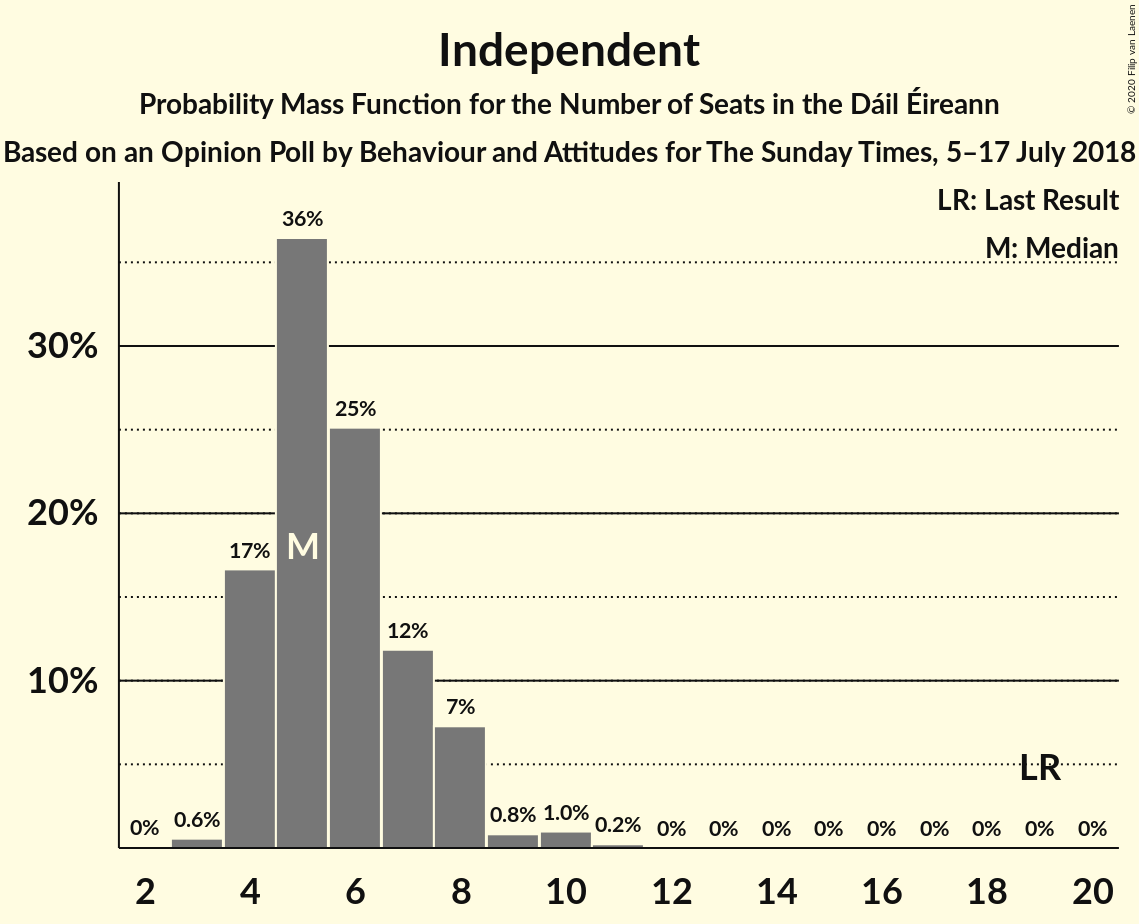 Independent
Probability Mass Function for the Number of Seats in the Dáil Éireann
Based on an Opinion Poll by Behaviour and Attitudes for The Sunday Times, 5–17 July 2018
© 2020 Filip van Laenen
LR: Last Result
M: Median
36%
30%
25%
20%
17%
M
12%
10%
7%
LR
0%
0.6%
0.8%
1.0%
0.2%
0%
0%
0%
0%
0%
0%
0%
0%
0%
2 4 6 8 10 12 14 16 18 20